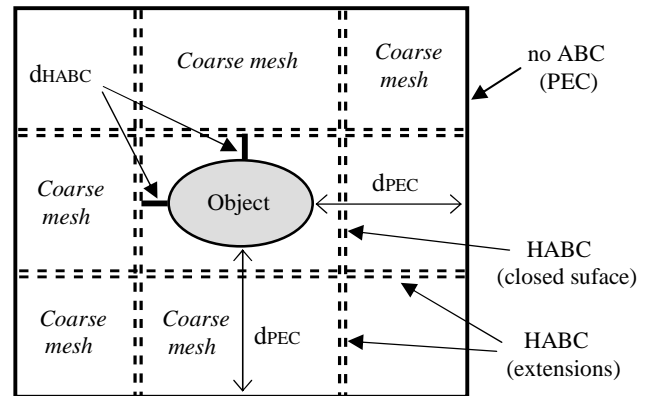 Coarse mesh
Coarse
mesh
no ABC
(PEC)
dHABC
Coarse
mesh
Object
dPEC
HABC
(closed suface)
Coarse
mesh
Coarse
mesh
dPEC
HABC
(extensions)